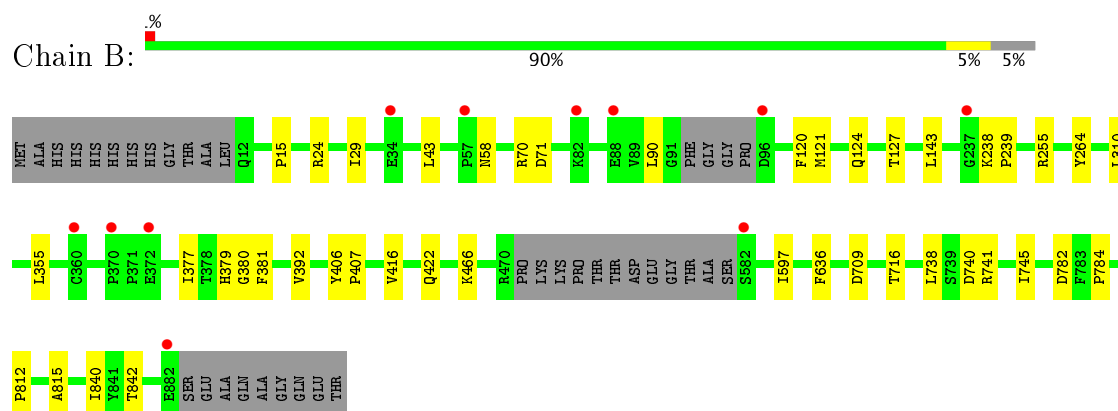 .%
Chain B:
90% 5% 5%
MET ALA HIS HIS HIS HIS HIS HIS GLY THR ALA LEU Q12 P15 R24 I29 E34 L43 P57 N58 R70 D71 K82 E88 V89 L90 G91 PHE GLY GLY PRO D96 F120 M121 Q124 T127 L143 G237 K238 P239 R255 Y264 L310
L355 C360 P370 P371 E372 I377 T378 H379 G380 F381 V392 Y406 P407 V416 Q422 K466 R470 PRO LYS LYS PRO THR THR ASP GLU GLY THR ALA SER S582 I597 F636 D709 T716 L738 S739 D740 R741 I745 D782 F783 P784
P812 A815 I840 Y841 T842 E882 SER GLU ALA GLN ALA GLY GLN GLU THR